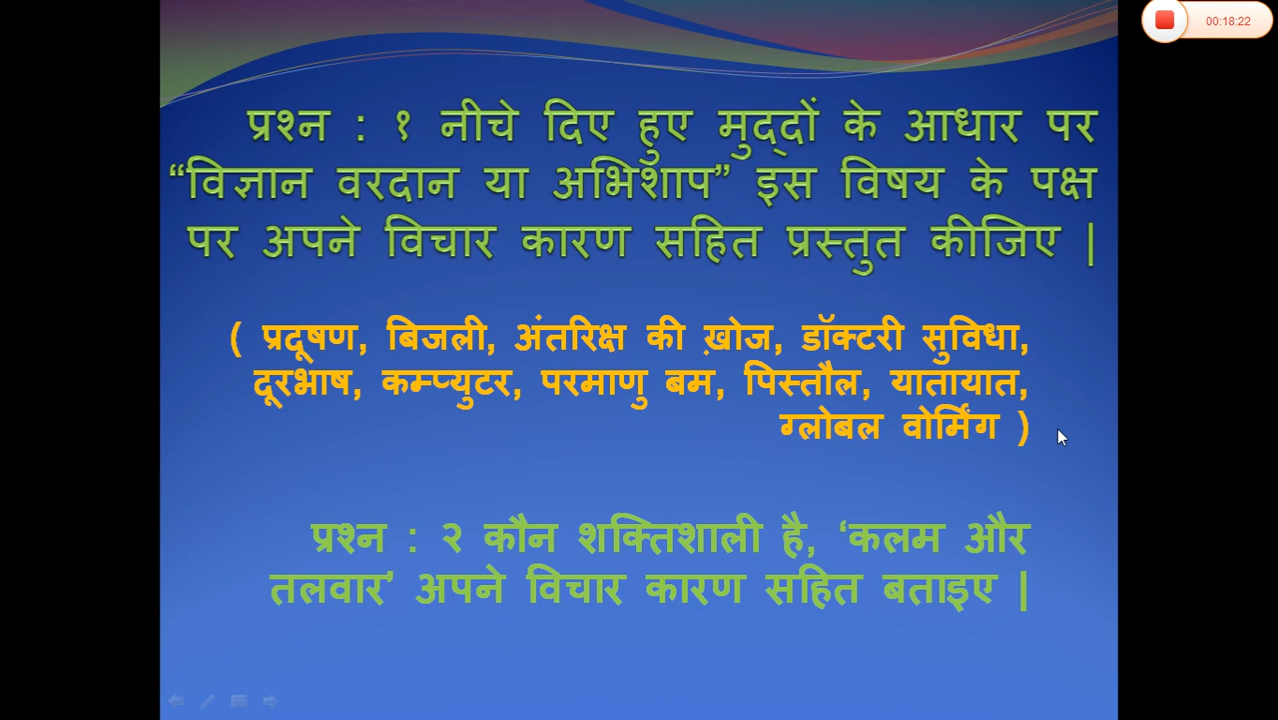 00:18:22
प्रश्न : १ नीचे दिए हुए मुद्दों के आधार पर
“विज्ञान वरदान या अभिशाप” इस विषय के पक्ष
पर अपने विचार कारण सहित प्रस्तुत कीजिए |
( प्रदूषण, बिजली, अंतरिक्ष की ख़ोज, डॉक्टरी सुविधा,
दूरभाष, कम्प्युटर, परमाणु बम, पिस्तौल, यातायात,
ग्लोबल वोर्मिंग )
प्रश्न : २ कौन शक्तिशाली है, ‘कलम और
तलवार’ अपने विचार कारण सहित बताइए |